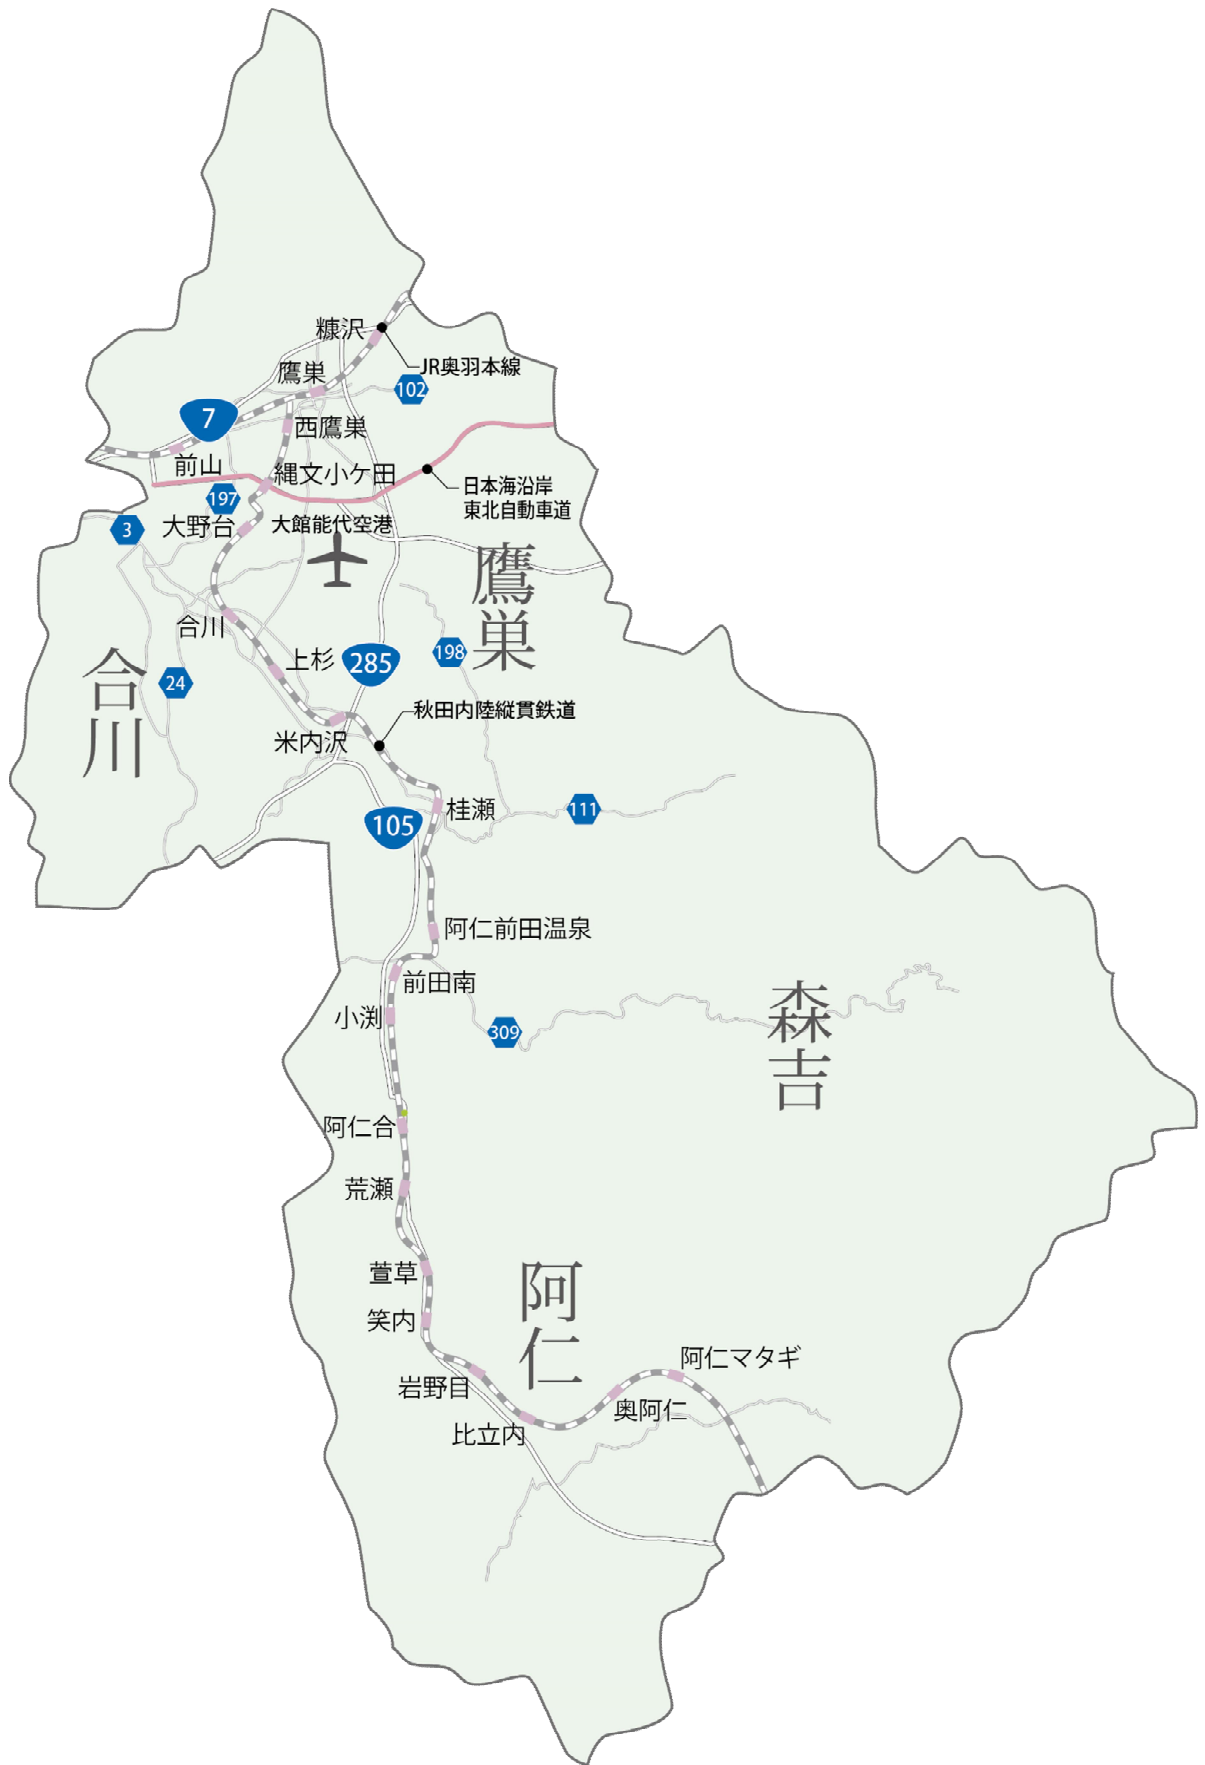 糠沢
JR奥羽本線
鷹巣
102
7
西鷹巣
前山
縄文小ケ田
日本海沿岸
東北自動車道
197
3
大野台
大館能代空港
鷹巣
合川
上杉
285
198
合川
24
秋田内陸縦貫鉄道
米内沢
桂瀬
111
105
阿仁前田温泉
前田南
森吉
小渕
309
阿仁合
荒瀬
萱草
阿仁
笑内
阿仁マタギ
岩野目
奥阿仁
比立内